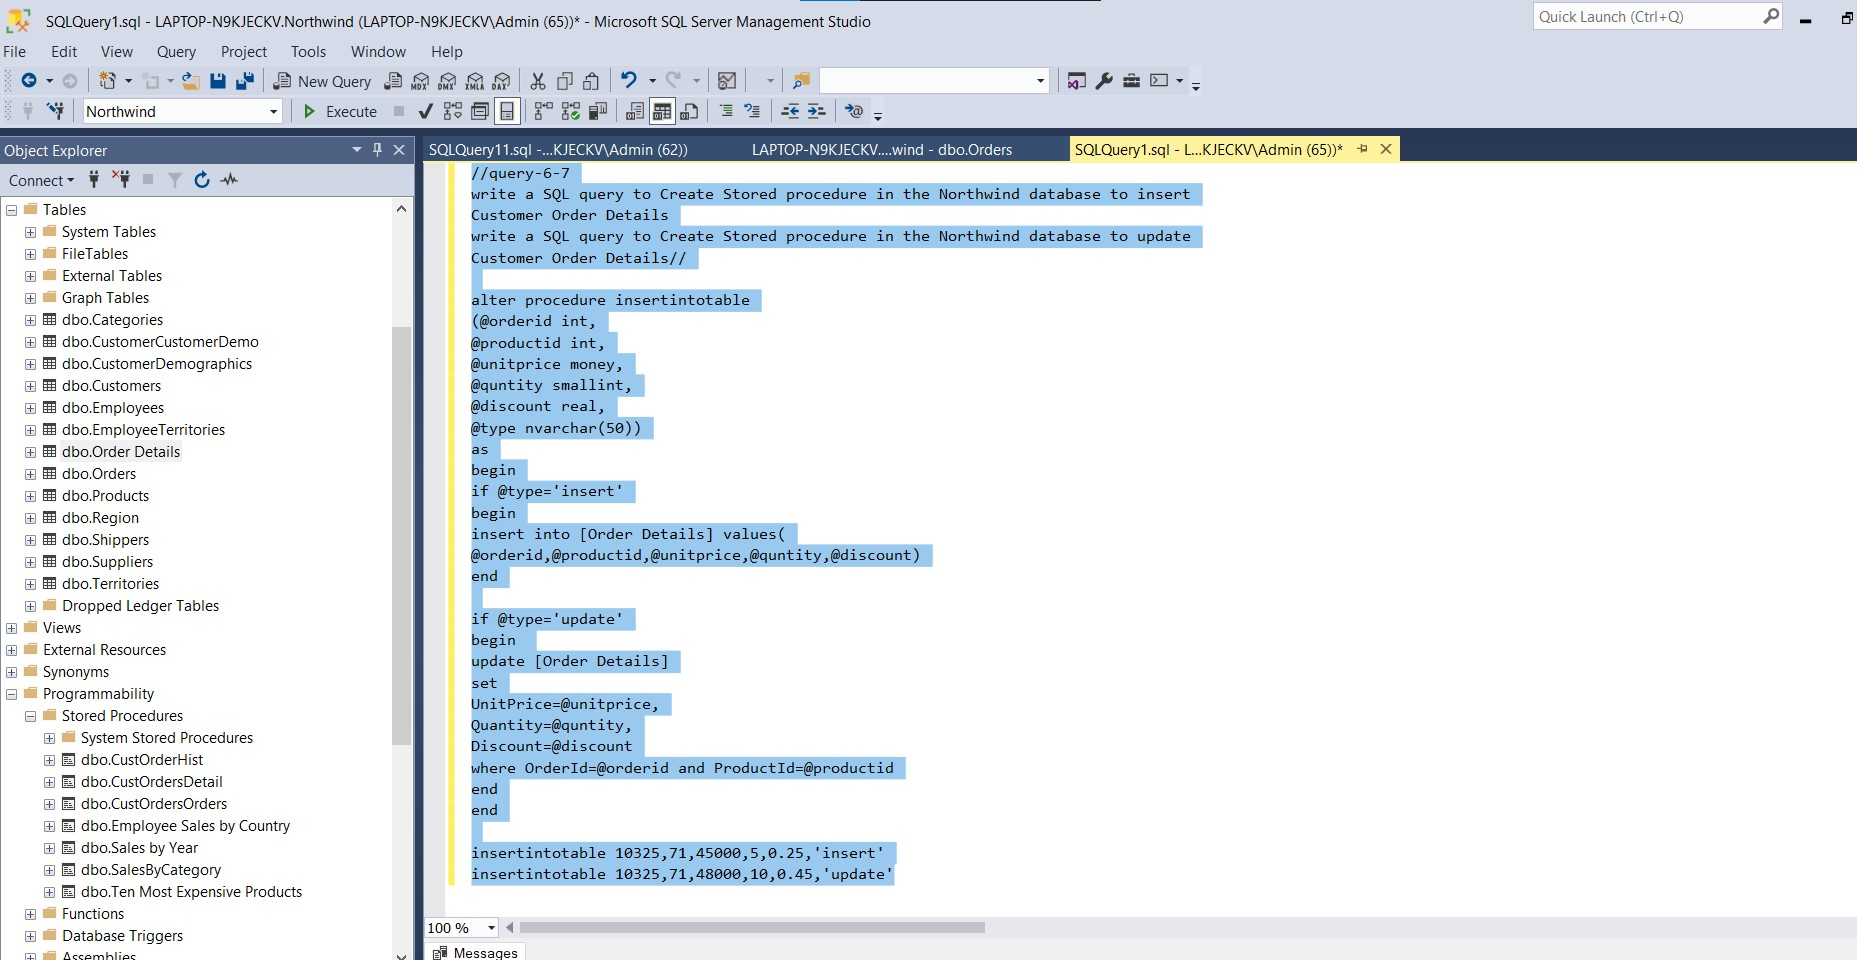 SQLQuery1.sql - LAPTOP-N9KJECKV.Northwind (LAPTOP-N9KJECKV\Admin (65))* - Microsoft SQL Server Management Studio
Quick Launch (Ctrl+Q)
File Edit View Query Project Tools Window Help
New Query MDX DMX XMLA DAX
Northwind Execute
Object Explorer
Connect
Tables
System Tables
FileTables
External Tables
Graph Tables
dbo.Categories
dbo.CustomerCustomerDemo
dbo.CustomerDemographics
dbo.Customers
dbo.Employees
dbo.EmployeeTerritories
dbo.Order Details
dbo.Orders
dbo.Products
dbo.Region
dbo.Shippers
dbo.Suppliers
dbo.Territories
Dropped Ledger Tables
Views
External Resources
Synonyms
Programmability
Stored Procedures
System Stored Procedures
dbo.CustOrderHist
dbo.CustOrdersDetail
dbo.CustOrdersOrders
dbo.Employee Sales by Country
dbo.Sales by Year
dbo.SalesByCategory
dbo.Ten Most Expensive Products
Functions
Database Triggers
Assemblies
SQLQuery11.sql -...KJECKV\Admin (62)) LAPTOP-N9KJECKV....wind - dbo.Orders SQLQuery1.sql - L...KJECKV\Admin (65))*
//query-6-7
write a SQL query to Create Stored procedure in the Northwind database to insert
Customer Order Details
write a SQL query to Create Stored procedure in the Northwind database to update
Customer Order Details//
alter procedure insertintotable
(@orderid int,
@productid int,
@unitprice money,
@quntity smallint,
@discount real,
@type nvarchar(50))
as
begin
if @type='insert'
begin
insert into [Order Details] values(
@orderid,@productid,@unitprice,@quntity,@discount)
end
if @type='update'
begin
update [Order Details]
set
UnitPrice=@unitprice,
Quantity=@quntity,
Discount=@discount
where OrderId=@orderid and ProductId=@productid
end
end
insertintotable 10325,71,45000,5,0.25,'insert'
insertintotable 10325,71,48000,10,0.45,'update'
100 %
Messages